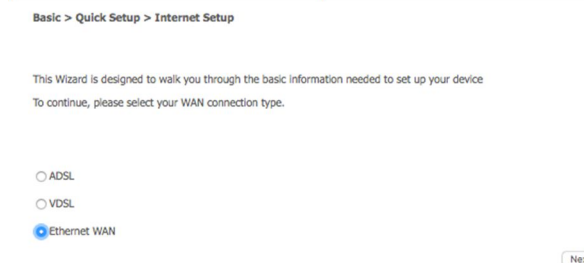 Basic > Quick Setup > Internet Setup
This Wizard is designed to walk you through the basic information needed to set up your device
To continue, please select your WAN connection type.
ADSL
VDSL
Ethernet WAN